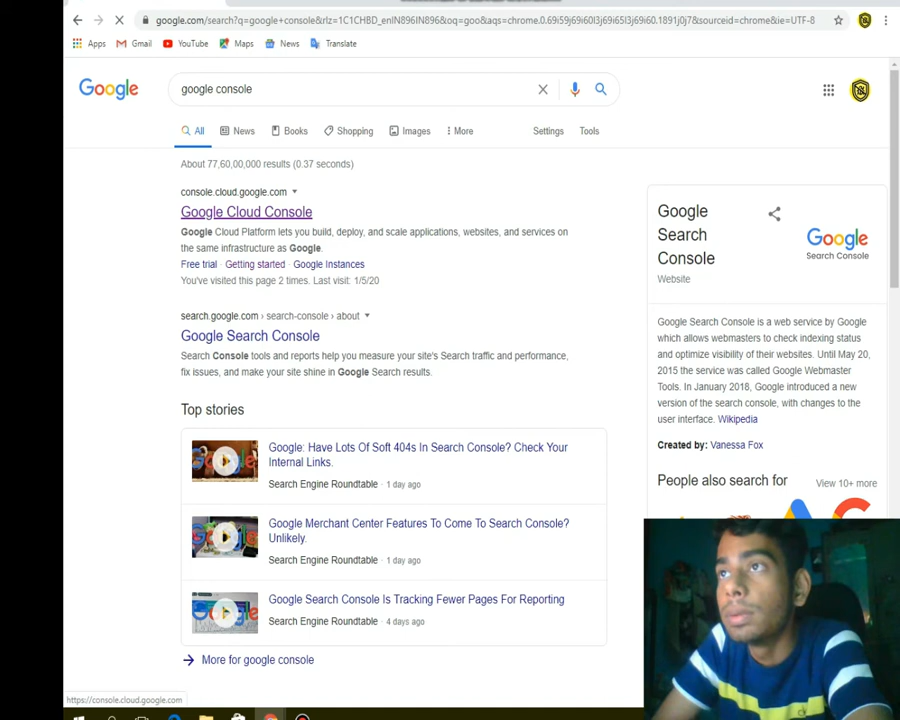 google.com/search?q=google+console&rlz=1C1CHBD_enIN896IN896&oq=goo&aqs=chrome.0.69i59j69i60l3j69i65l3j69i60.1891j0j7&sourceid=chrome&ie=UTF-8
Apps Gmail YouTube Maps News Translate
Google google console
All News Books Shopping Images More Settings Tools
About 77,60,00,000 results (0.37 seconds)
console.cloud.google.com
Google Cloud Console
Google Cloud Platform lets you build, deploy, and scale applications, websites, and services on
the same infrastructure as Google.
Free trial · Getting started · Google Instances
You've visited this page 2 times. Last visit: 1/5/20
search.google.com › search-console › about
Google Search Console
Search Console tools and reports help you measure your site's Search traffic and performance,
fix issues, and make your site shine in Google Search results.
Top stories
Google: Have Lots Of Soft 404s In Search Console? Check Your
Internal Links.
Search Engine Roundtable · 1 day ago
Google Merchant Center Features To Come To Search Console?
Unlikely.
Search Engine Roundtable · 1 day ago
Google Search Console Is Tracking Fewer Pages For Reporting
Search Engine Roundtable · 4 days ago
More for google console
Google
Search
Console
Website
Google
Search Console
Google Search Console is a web service by Google
which allows webmasters to check indexing status
and optimize visibility of their websites. Until May 20,
2015 the service was called Google Webmaster
Tools. In January 2018, Google introduced a new
version of the search console, with changes to the
user interface. Wikipedia
Created by: Vanessa Fox
People also search for View 10+ more
https://console.cloud.google.com